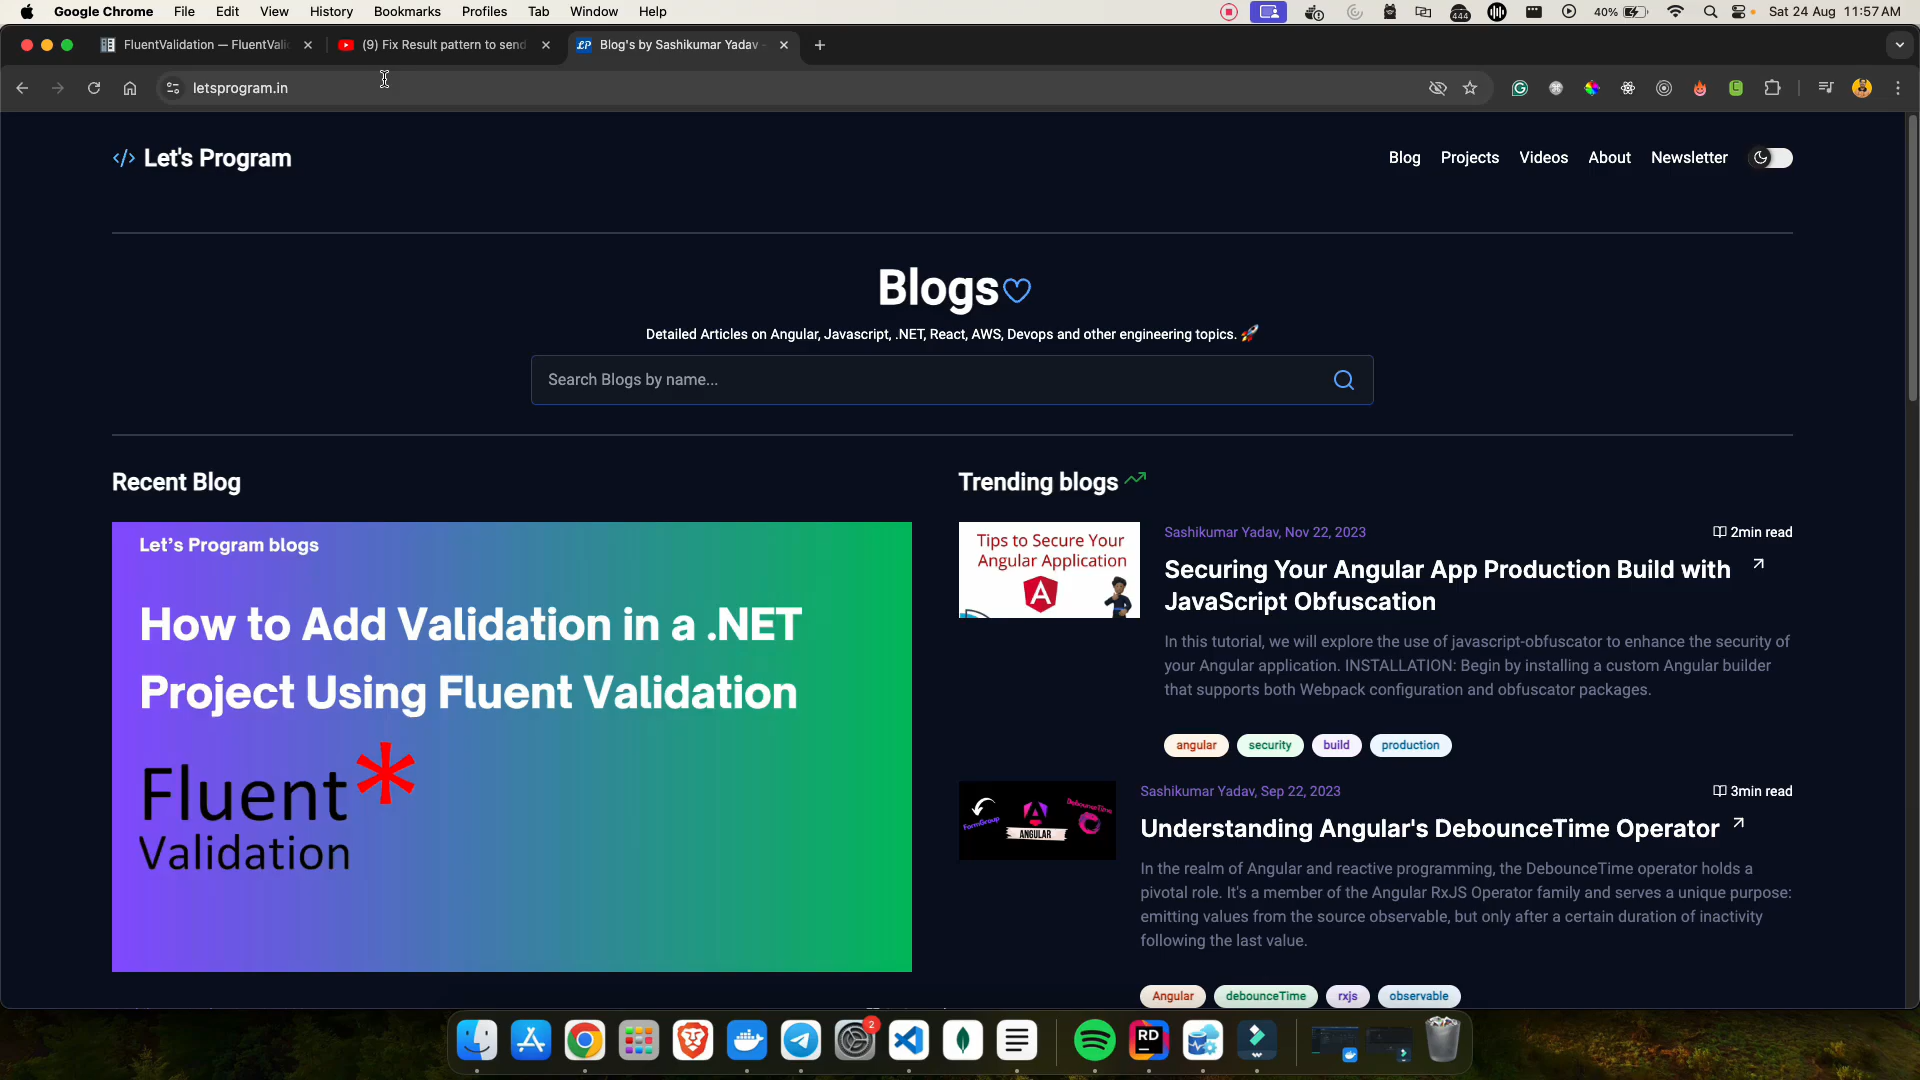 Google Chrome File Edit View History Bookmarks Profiles Tab Window Help 444 40% Sat 24 Aug 11:57 AM
FluentValidation — FluentVali (9) Fix Result pattern to send LP Blog's by Sashikumar Yadav -
letsprogram.in
</> Let's Program
Blog Projects Videos About Newsletter
Blogs
Detailed Articles on Angular, Javascript, .NET, React, AWS, Devops and other engineering topics. 🚀
Search Blogs by name...
Recent Blog
Let's Program blogs
How to Add Validation in a .NET
Project Using Fluent Validation
Fluent*
Validation
Trending blogs
Tips to Secure Your
Angular Application
A
Sashikumar Yadav, Nov 22, 2023
2min read
Securing Your Angular App Production Build with
JavaScript Obfuscation
In this tutorial, we will explore the use of javascript-obfuscator to enhance the security of
your Angular application. INSTALLATION: Begin by installing a custom Angular builder
that supports both Webpack configuration and obfuscator packages.
angular security build production
FormGroup
DebounceTime
ANGULAR
Sashikumar Yadav, Sep 22, 2023
3min read
Understanding Angular's DebounceTime Operator
In the realm of Angular and reactive programming, the DebounceTime operator holds a
pivotal role. It's a member of the Angular RxJS Operator family and serves a unique purpose:
emitting values from the source observable, but only after a certain duration of inactivity
following the last value.
Angular debounceTime rxjs observable
2
RD